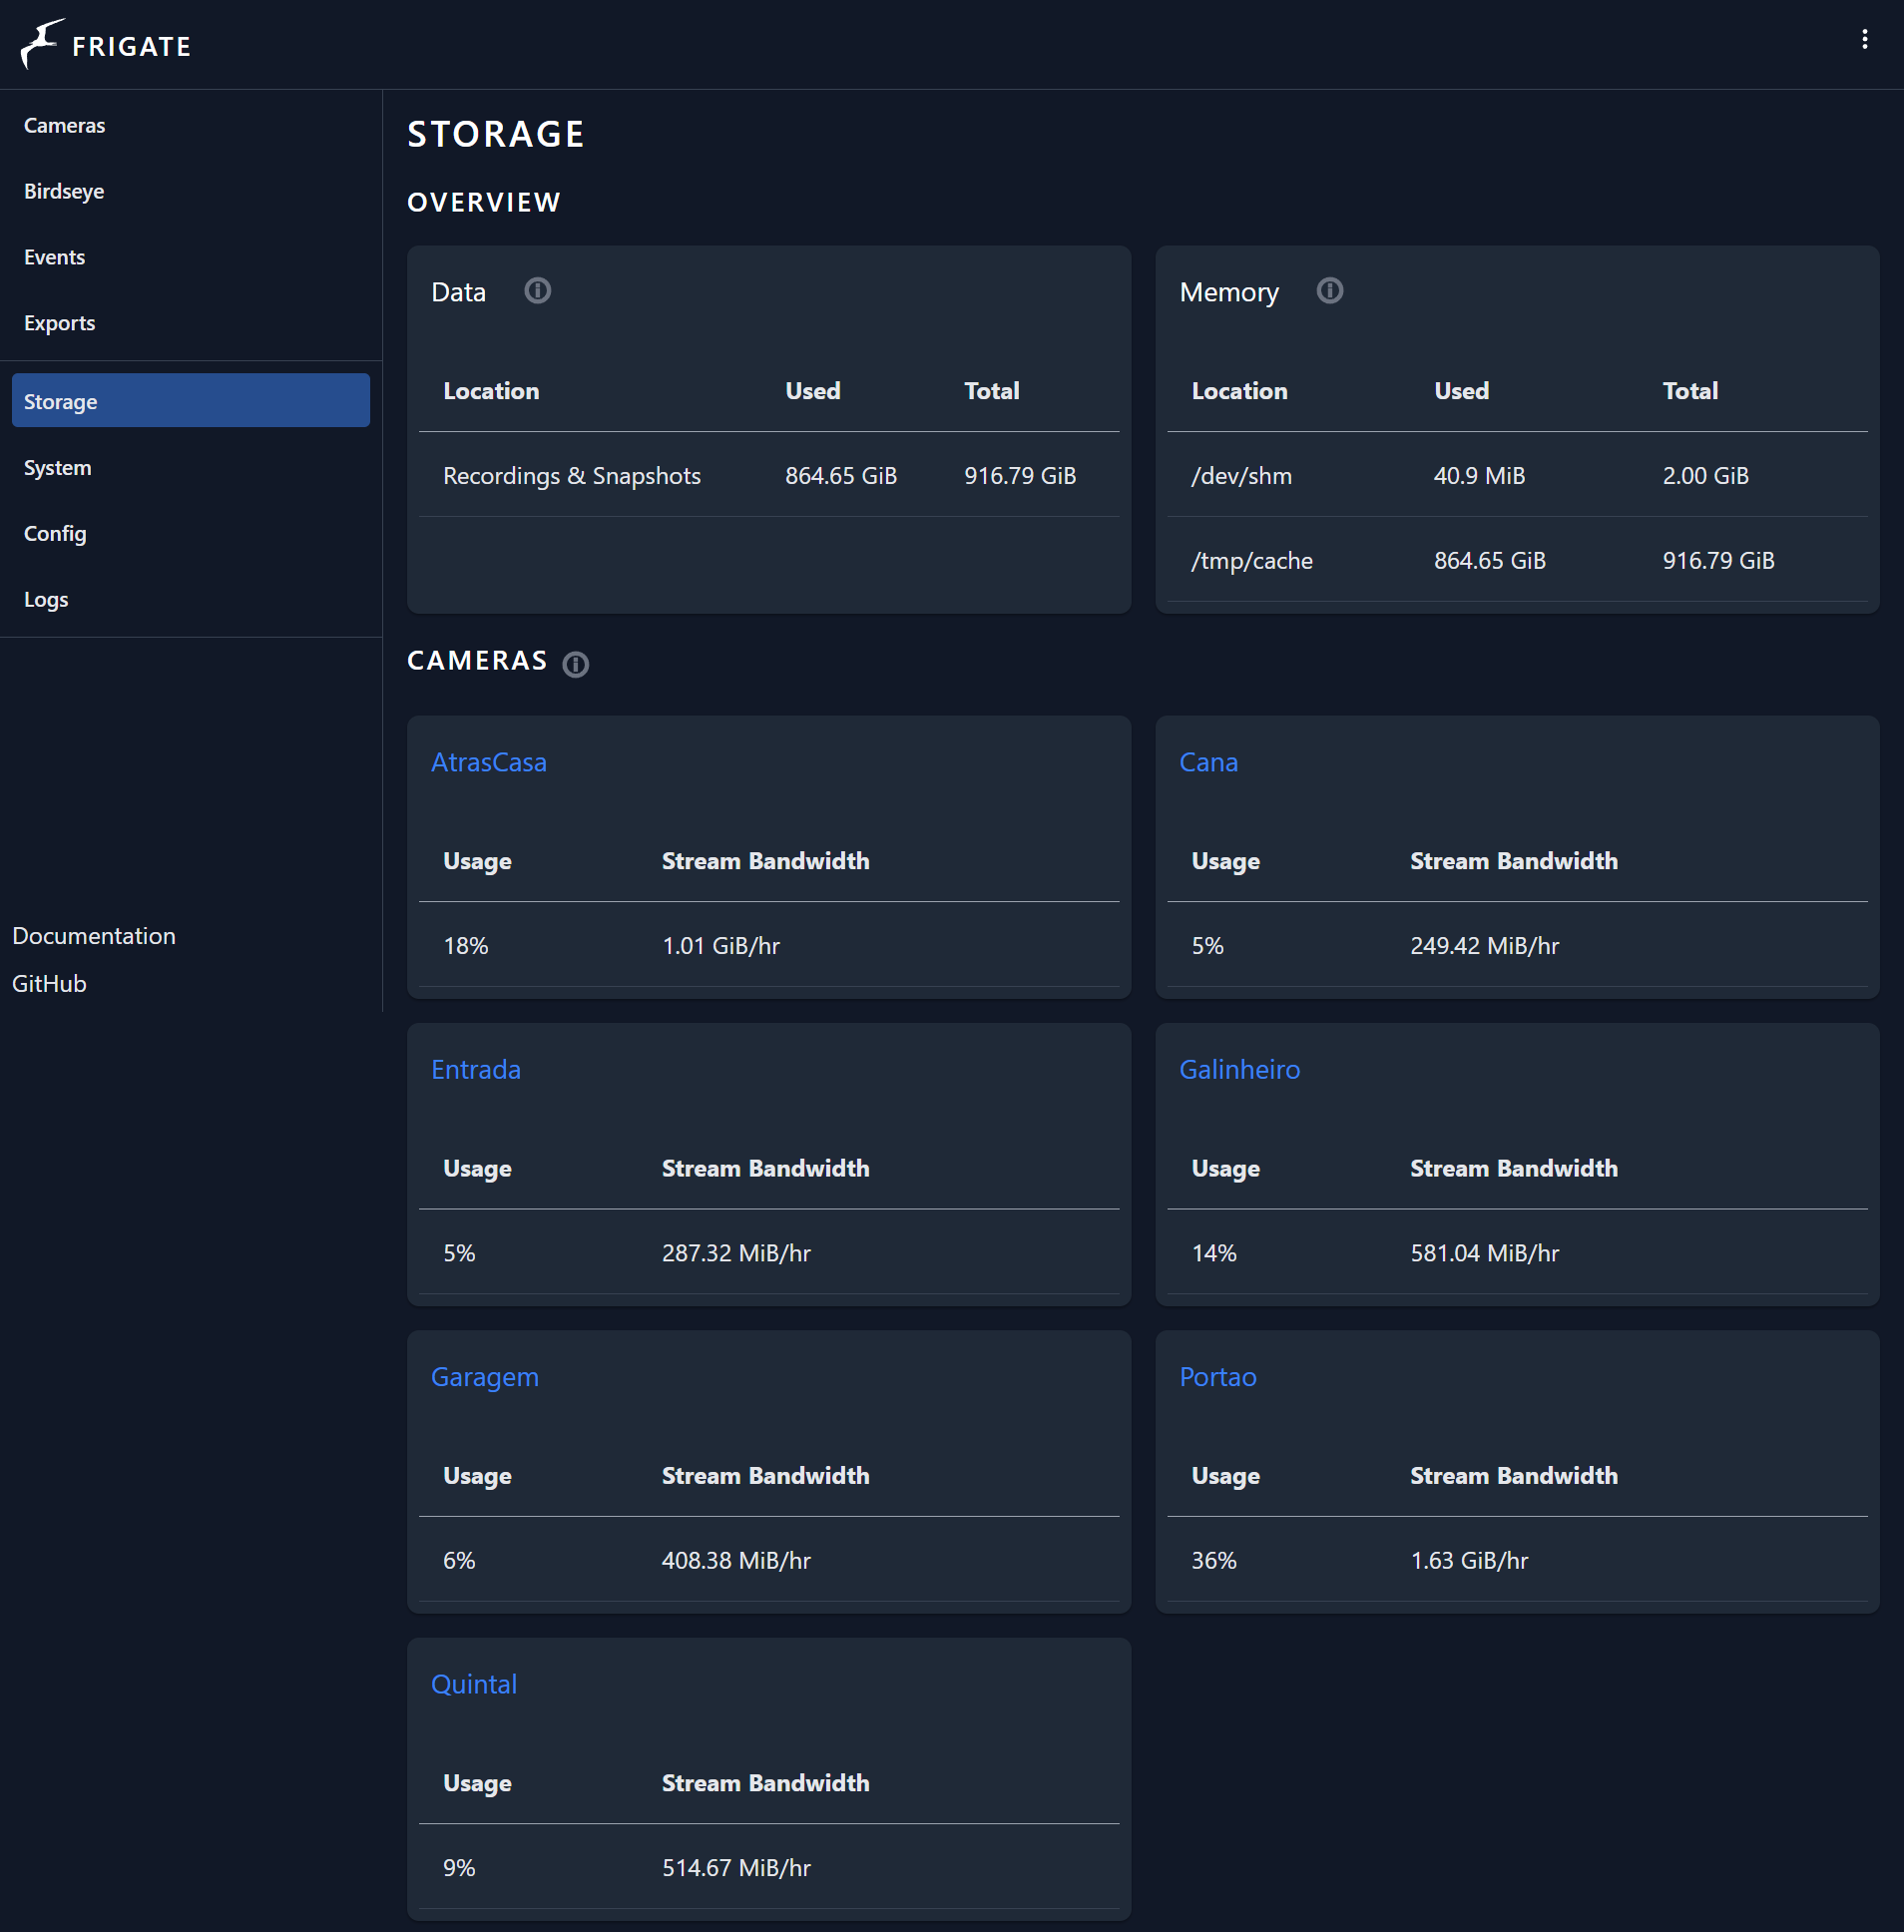 FRIGATE
Cameras
Birdseye
Events
Exports
Storage
System
Config
Logs
Documentation
GitHub
STORAGE
OVERVIEW
Data
Location Used Total
Recordings & Snapshots 864.65 GiB 916.79 GiB
Memory
Location Used Total
/dev/shm 40.9 MiB 2.00 GiB
/tmp/cache 864.65 GiB 916.79 GiB
CAMERAS
AtrasCasa
Usage Stream Bandwidth
18% 1.01 GiB/hr
Cana
Usage Stream Bandwidth
5% 249.42 MiB/hr
Entrada
Usage Stream Bandwidth
5% 287.32 MiB/hr
Galinheiro
Usage Stream Bandwidth
14% 581.04 MiB/hr
Garagem
Usage Stream Bandwidth
6% 408.38 MiB/hr
Portao
Usage Stream Bandwidth
36% 1.63 GiB/hr
Quintal
Usage Stream Bandwidth
9% 514.67 MiB/hr